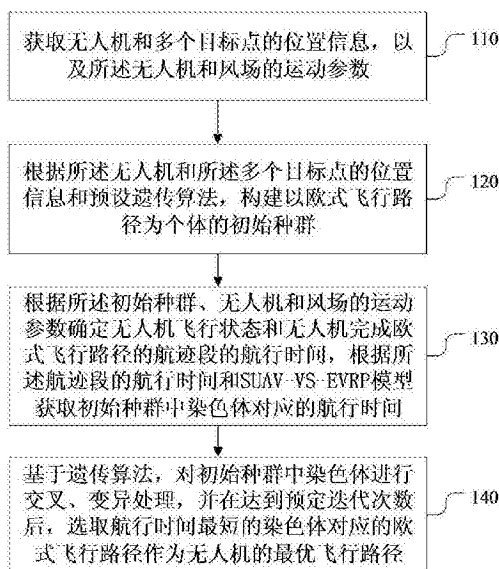 获取无人机和多个目标点的位置信息，以
及所述无人机和风场的运动参数
110
根据所述无人机和所述多个目标点的位置
信息和预设遗传算法，构建以欧式飞行路
径为个体的初始种群
120
根据所述初始种群、无人机和风场的运动
参数确定无人机飞行状态和无人机完成欧
式飞行路径的航迹段的航行时间，根据所
述航迹段的航行时间和SUAV-VS-EVRP模型
获取初始种群中染色体对应的航行时间
130
基于遗传算法，对初始种群中染色体进行
交叉、变异处理，并在达到预定迭代次数
后，选取航行时间最短的染色体对应的欧
式飞行路径作为无人机的最优飞行路径
140